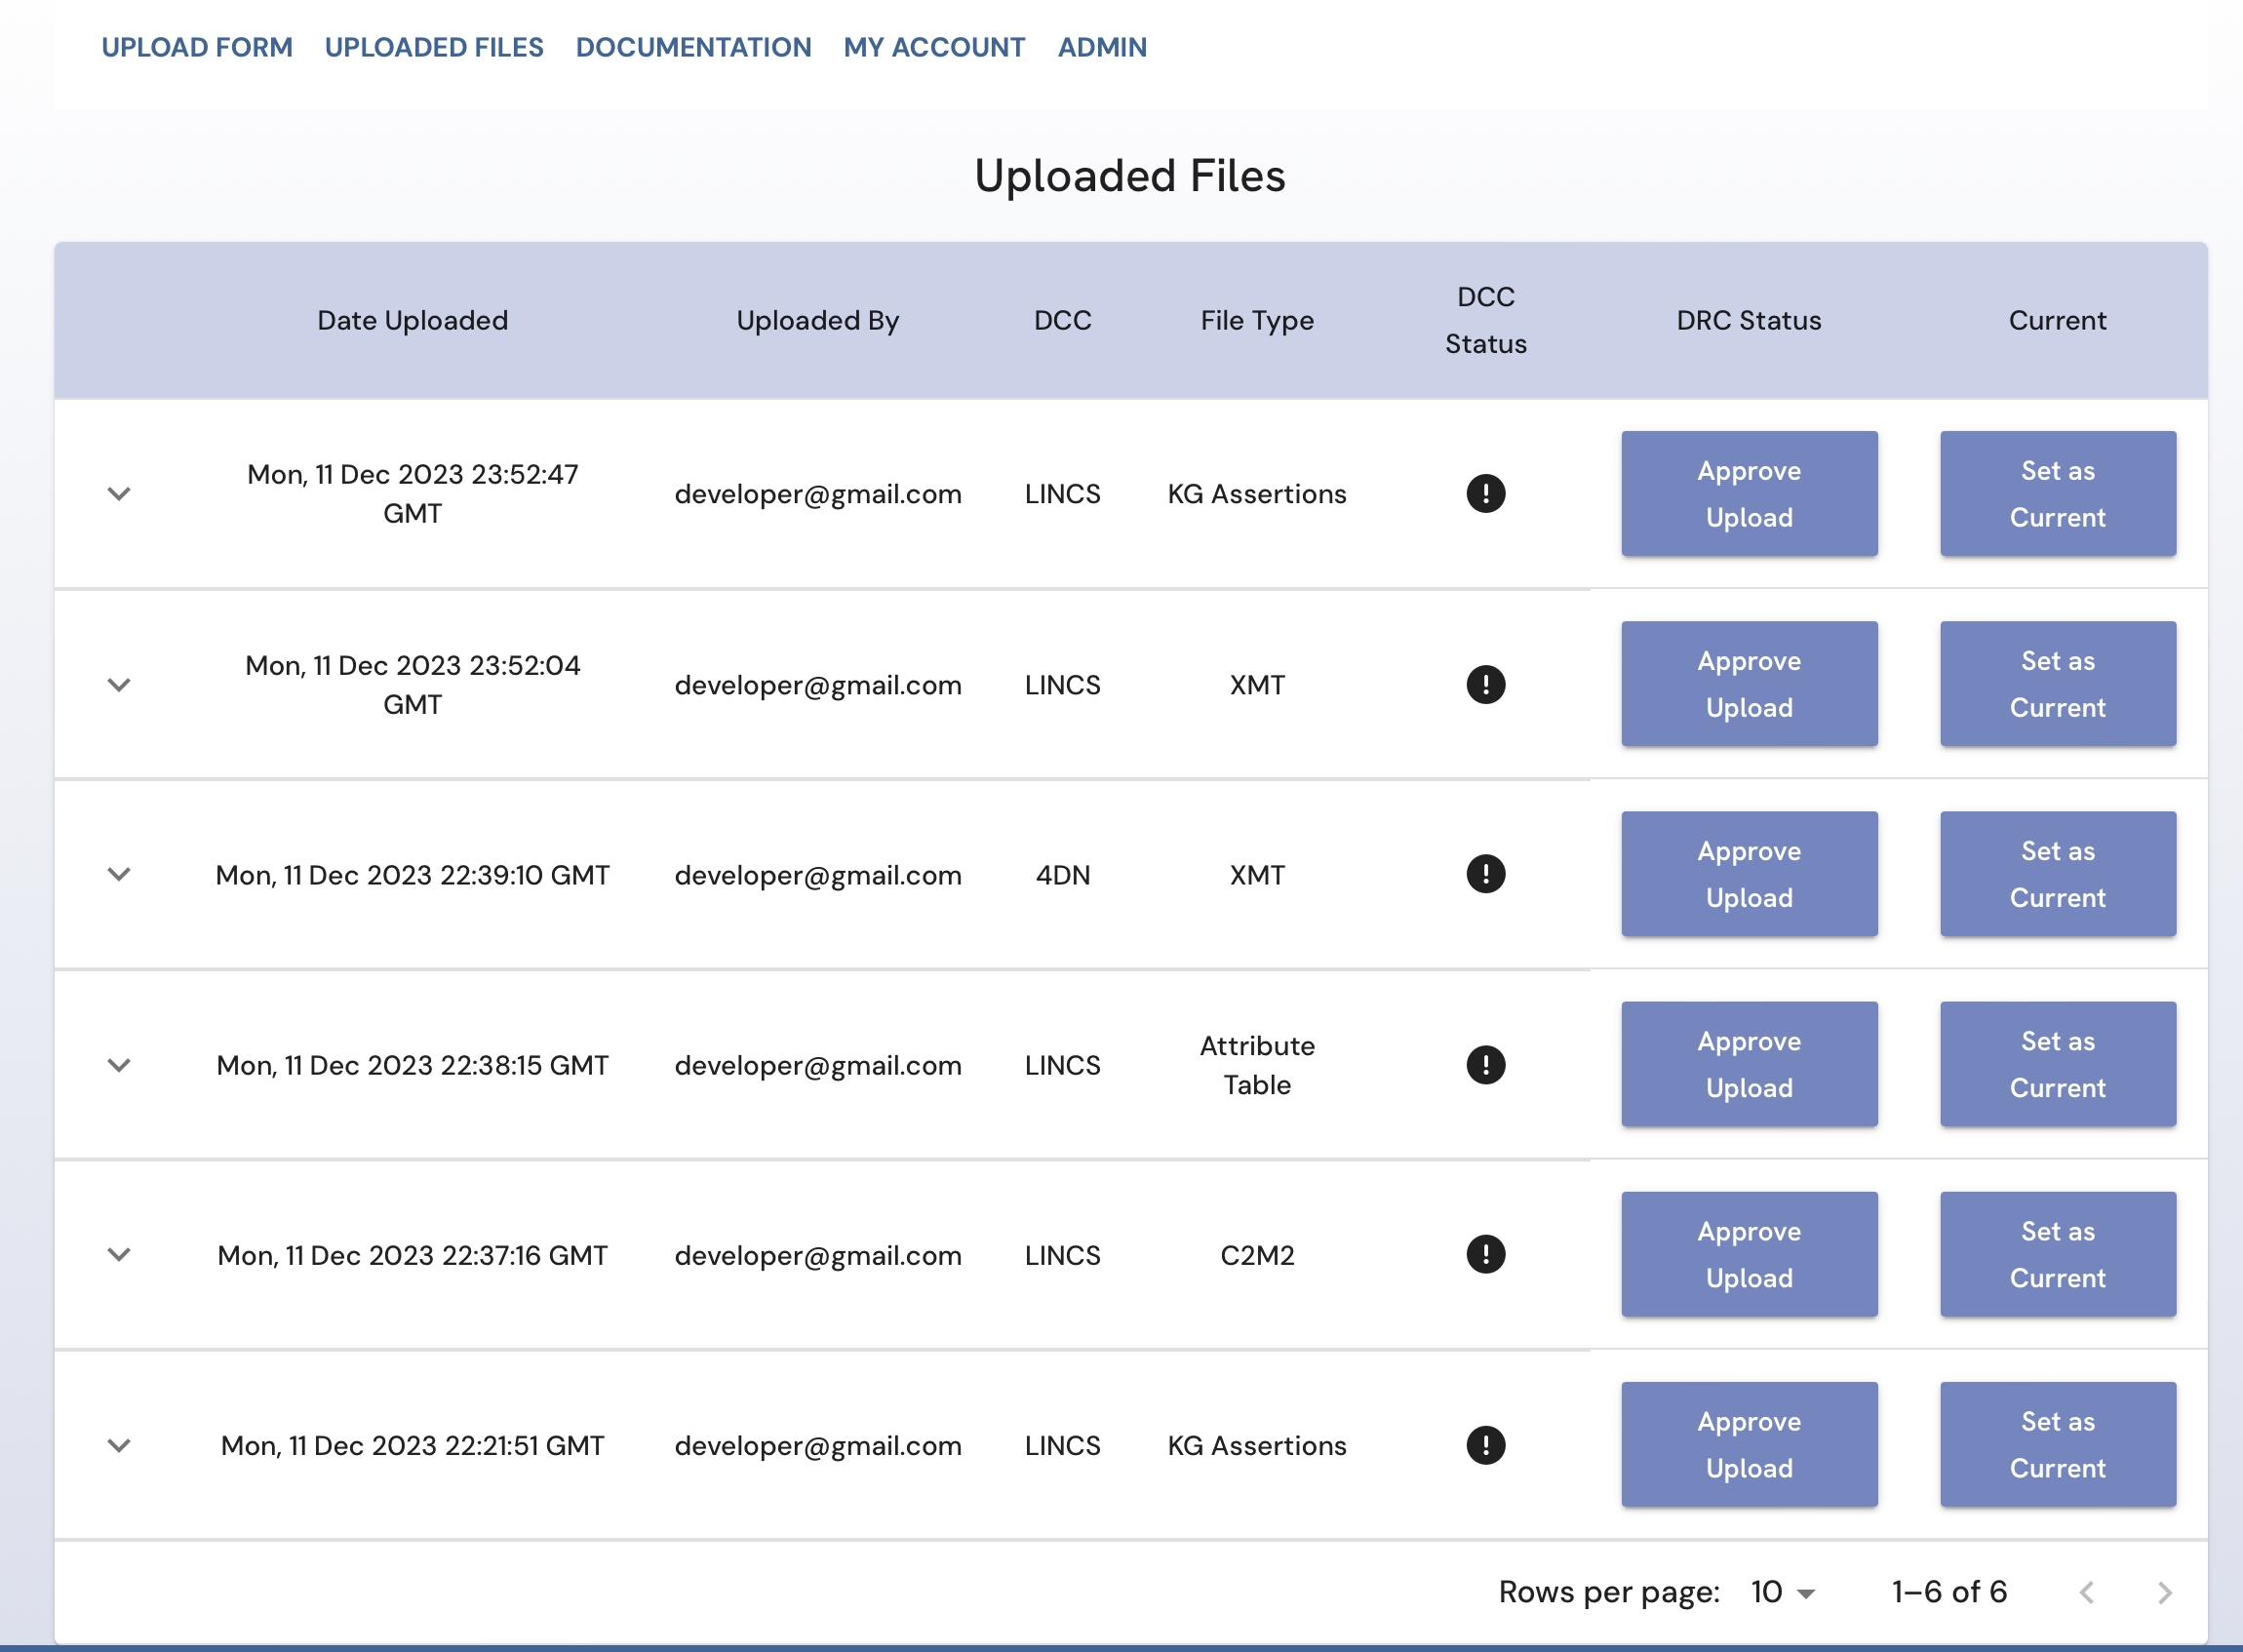 UPLOAD FORM UPLOADED FILES DOCUMENTATION MY ACCOUNT ADMIN
Uploaded Files
Date Uploaded Uploaded By DCC File Type DCC Status DRC Status Current
Mon, 11 Dec 2023 23:52:47 GMT developer@gmail.com LINCS KG Assertions ! Approve Upload Set as Current
Mon, 11 Dec 2023 23:52:04 GMT developer@gmail.com LINCS XMT ! Approve Upload Set as Current
Mon, 11 Dec 2023 22:39:10 GMT developer@gmail.com 4DN XMT ! Approve Upload Set as Current
Mon, 11 Dec 2023 22:38:15 GMT developer@gmail.com LINCS Attribute Table ! Approve Upload Set as Current
Mon, 11 Dec 2023 22:37:16 GMT developer@gmail.com LINCS C2M2 ! Approve Upload Set as Current
Mon, 11 Dec 2023 22:21:51 GMT developer@gmail.com LINCS KG Assertions ! Approve Upload Set as Current
Rows per page: 10 1–6 of 6